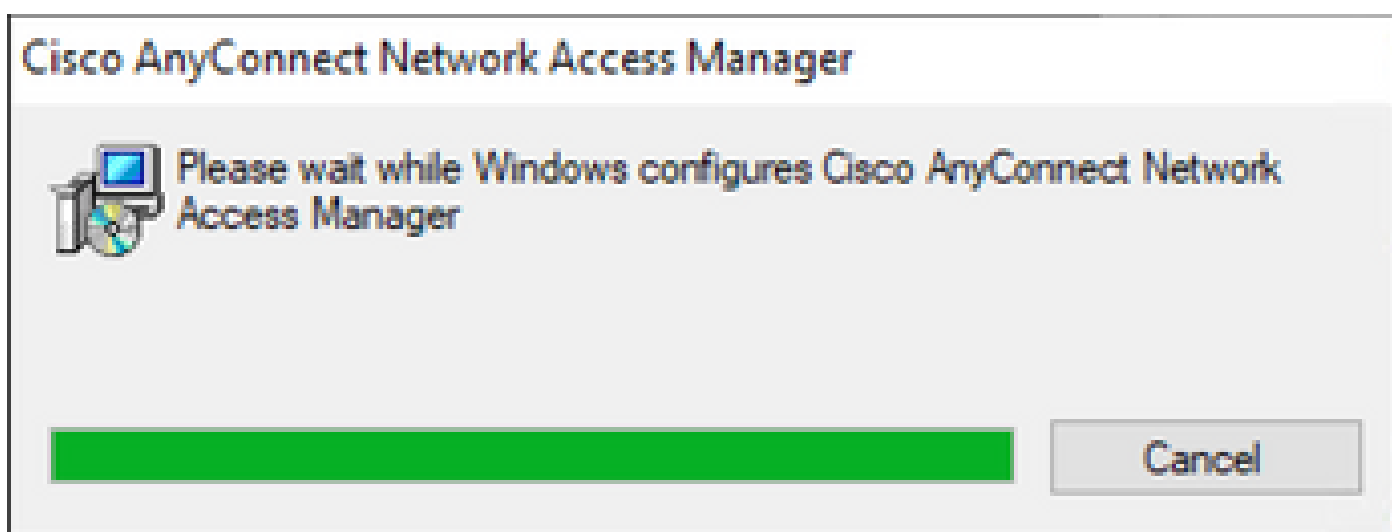 Cisco AnyConnect Network Access Manager
Please wait while Windows configures Cisco AnyConnect Network
Access Manager
Cancel